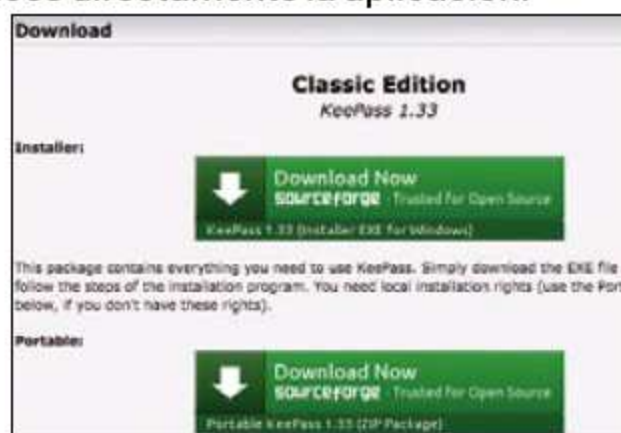 Download
Classic Edition
KeePass 1.33
Installer:
Download Now
sourceforge Trusted for Open Source
KeePass 1.33 (Installer EXE for Windows)
This package contains everything you need to use KeePass. Simply download the EXE file
follow the steps of the installation program. You need local installation rights (use the Port
below, if you don't have these rights).
Portable:
Download Now
sourceforge Trusted for Open Source
Portable KeePass 1.33 (ZIP Package)